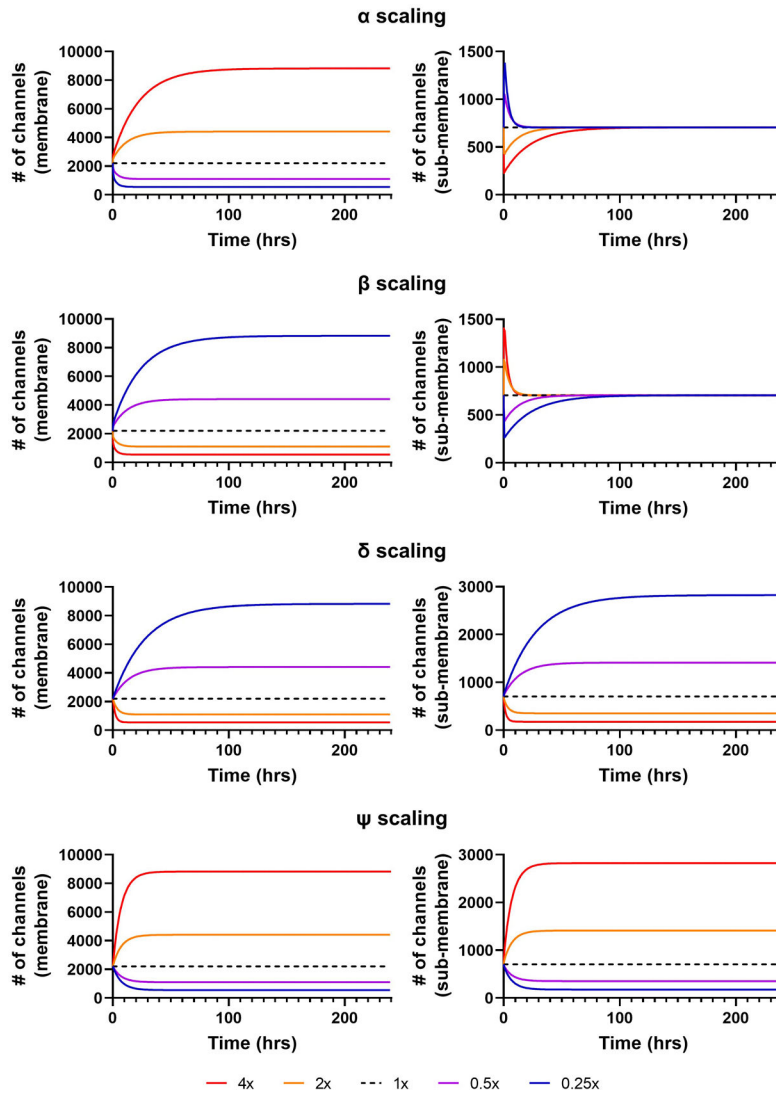 α scaling
# of channels
(membrane)
10000
8000
6000
4000
2000
0
0
100
200
Time (hrs)
# of channels
(sub-membrane)
1500
1000
500
0
0
100
200
Time (hrs)
β scaling
# of channels
(membrane)
10000
8000
6000
4000
2000
0
0
100
200
Time (hrs)
# of channels
(sub-membrane)
1500
1000
500
0
0
100
200
Time (hrs)
δ scaling
# of channels
(membrane)
10000
8000
6000
4000
2000
0
0
100
200
Time (hrs)
# of channels
(sub-membrane)
3000
2000
1000
0
0
100
200
Time (hrs)
ψ scaling
# of channels
(membrane)
10000
8000
6000
4000
2000
0
0
100
200
Time (hrs)
# of channels
(sub-membrane)
3000
2000
1000
0
0
100
200
Time (hrs)
4x 2x 1x 0.5x 0.25x